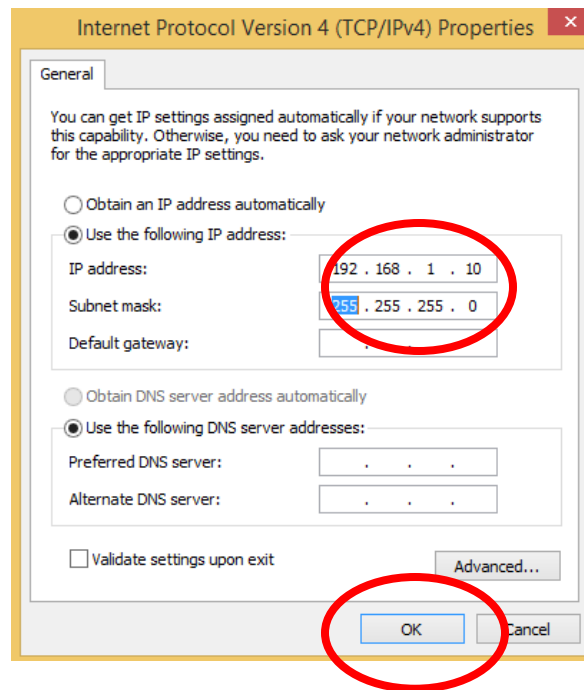 Internet Protocol Version 4 (TCP/IPv4) Properties
General
You can get IP settings assigned automatically if your network supports
this capability. Otherwise, you need to ask your network administrator
for the appropriate IP settings.
Obtain an IP address automatically
Use the following IP address:
IP address: 192 . 168 . 1 . 10
Subnet mask: 255 . 255 . 255 . 0
Default gateway: . . .
Obtain DNS server address automatically
Use the following DNS server addresses:
Preferred DNS server: . . .
Alternate DNS server: . . .
Validate settings upon exit
Advanced...
OK Cancel